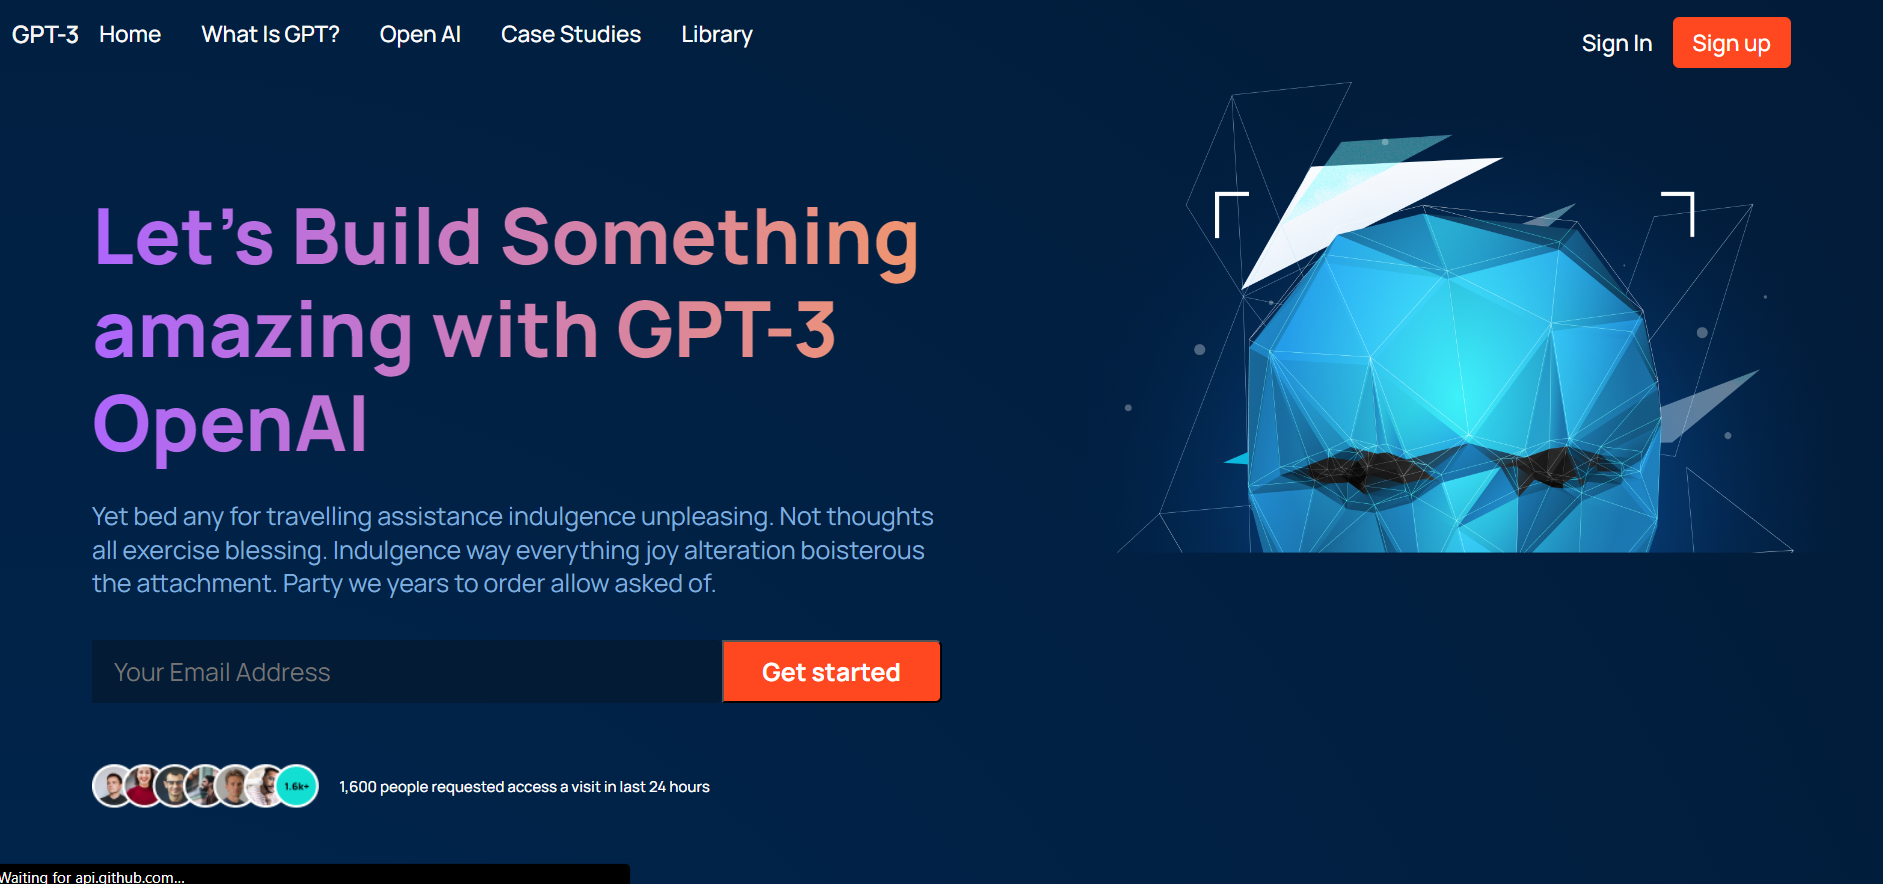 GPT-3 Home What Is GPT? Open AI Case Studies Library Sign In Sign up
Let’s Build Something
amazing with GPT-3
OpenAI
Yet bed any for travelling assistance indulgence unpleasing. Not thoughts
all exercise blessing. Indulgence way everything joy alteration boisterous
the attachment. Party we years to order allow asked of.
Your Email Address Get started
1.6k+ 1,600 people requested access a visit in last 24 hours
Waiting for api.github.com...